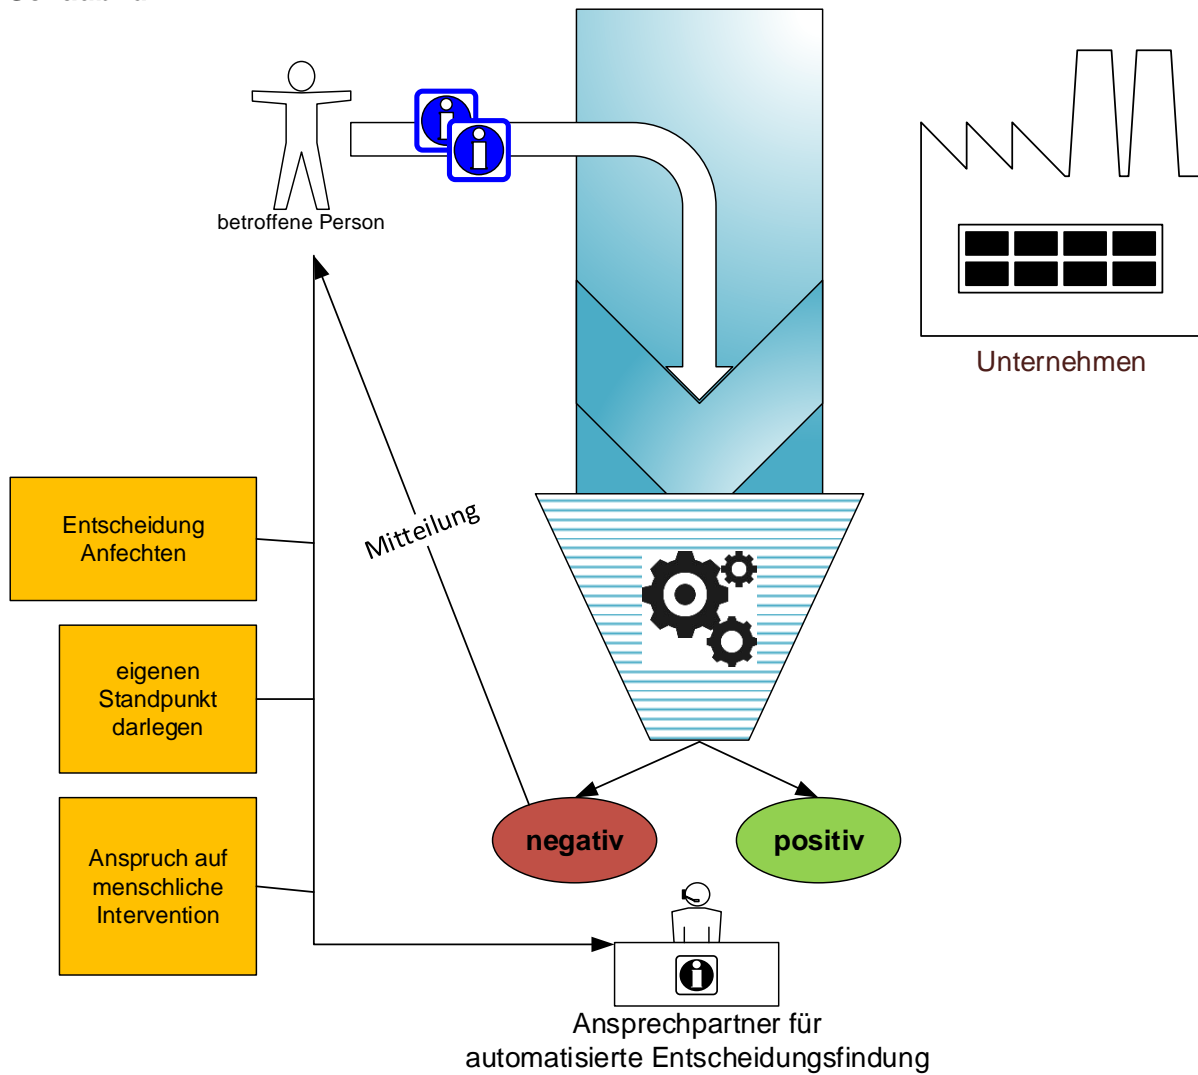 betroffene Person
Unternehmen
Entscheidung
Anfechten
Mitteilung
eigenen
Standpunkt
darlegen
negativ
positiv
Anspruch auf
menschliche
Intervention
Ansprechpartner für
automatisierte Entscheidungsfindung